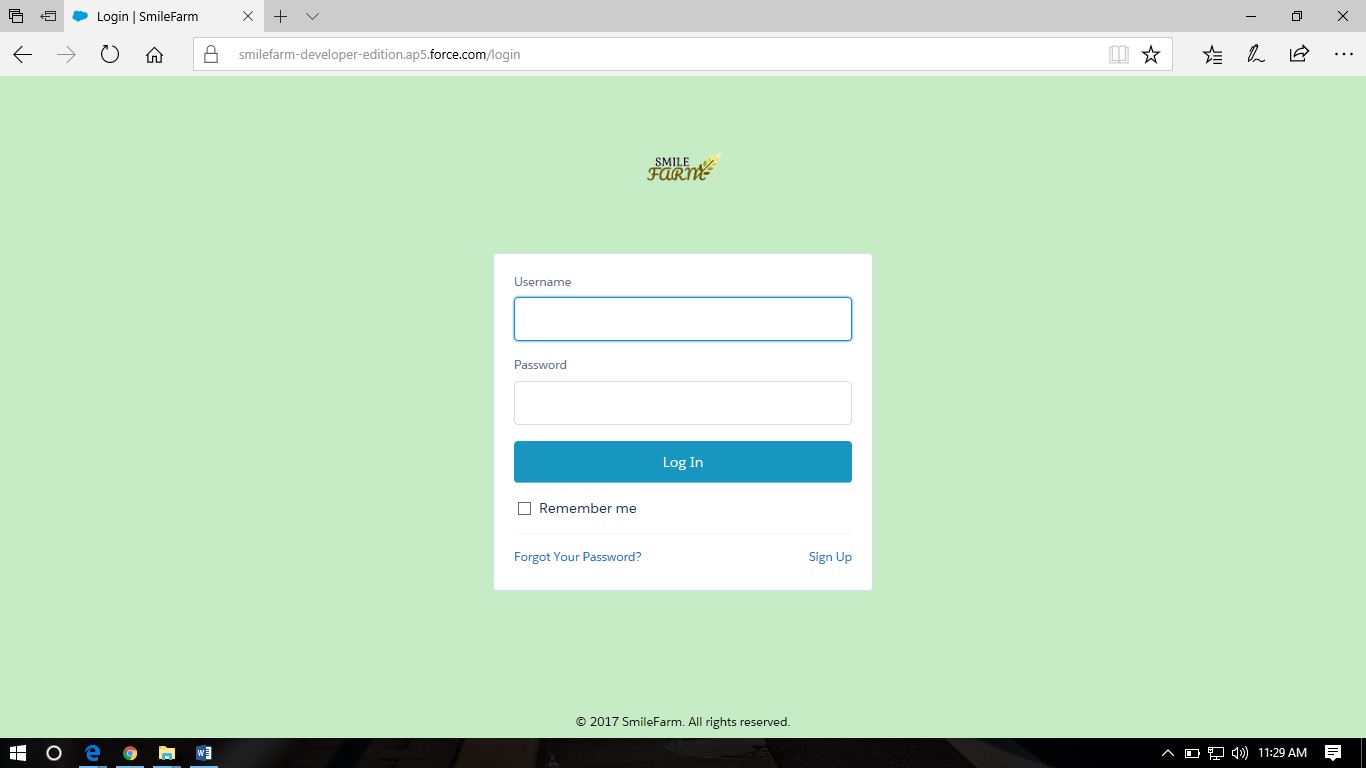 Login | SmileFarm
smilefarm-developer-edition.ap5.force.com/login
SMILE
FARM
Username
Password
Log In
Remember me
Forgot Your Password? Sign Up
© 2017 SmileFarm. All rights reserved.
11:29 AM